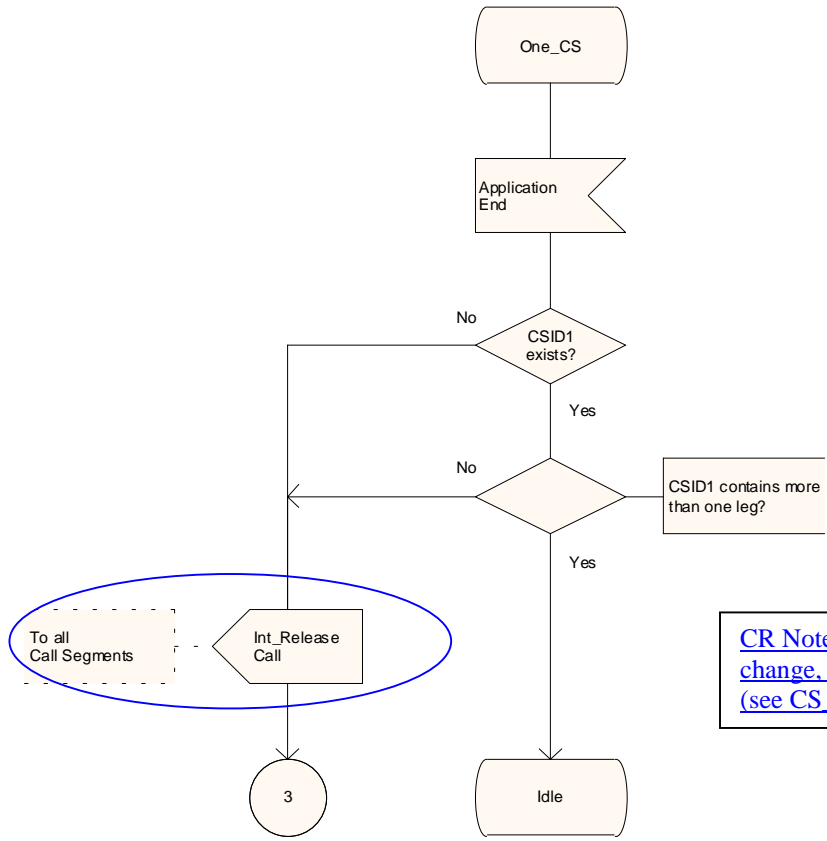 One_CS
Application
End
No
CSID1
exists?
Yes
No
CSID1 contains more
than one leg?
Yes
To all
Call Segments
Int_Release
Call
CR Note
change,
(see CS_
3
Idle